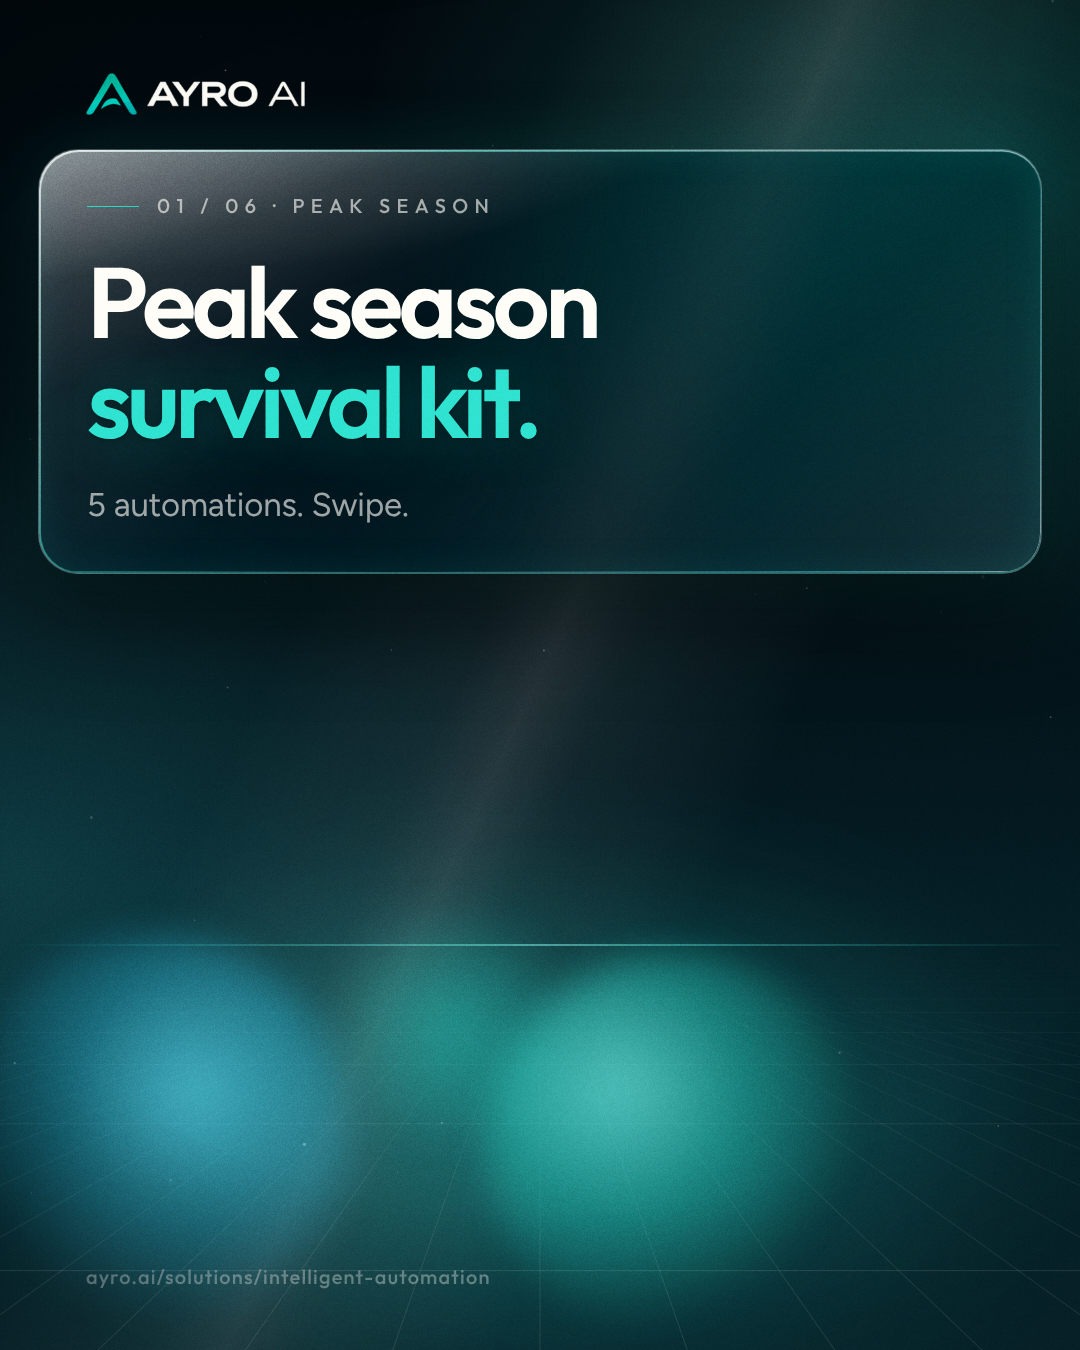 AYRO AI
01 / 06 · PEAK SEASON
Peak season
survival kit.
5 automations. Swipe.
ayro.ai/solutions/intelligent-automation